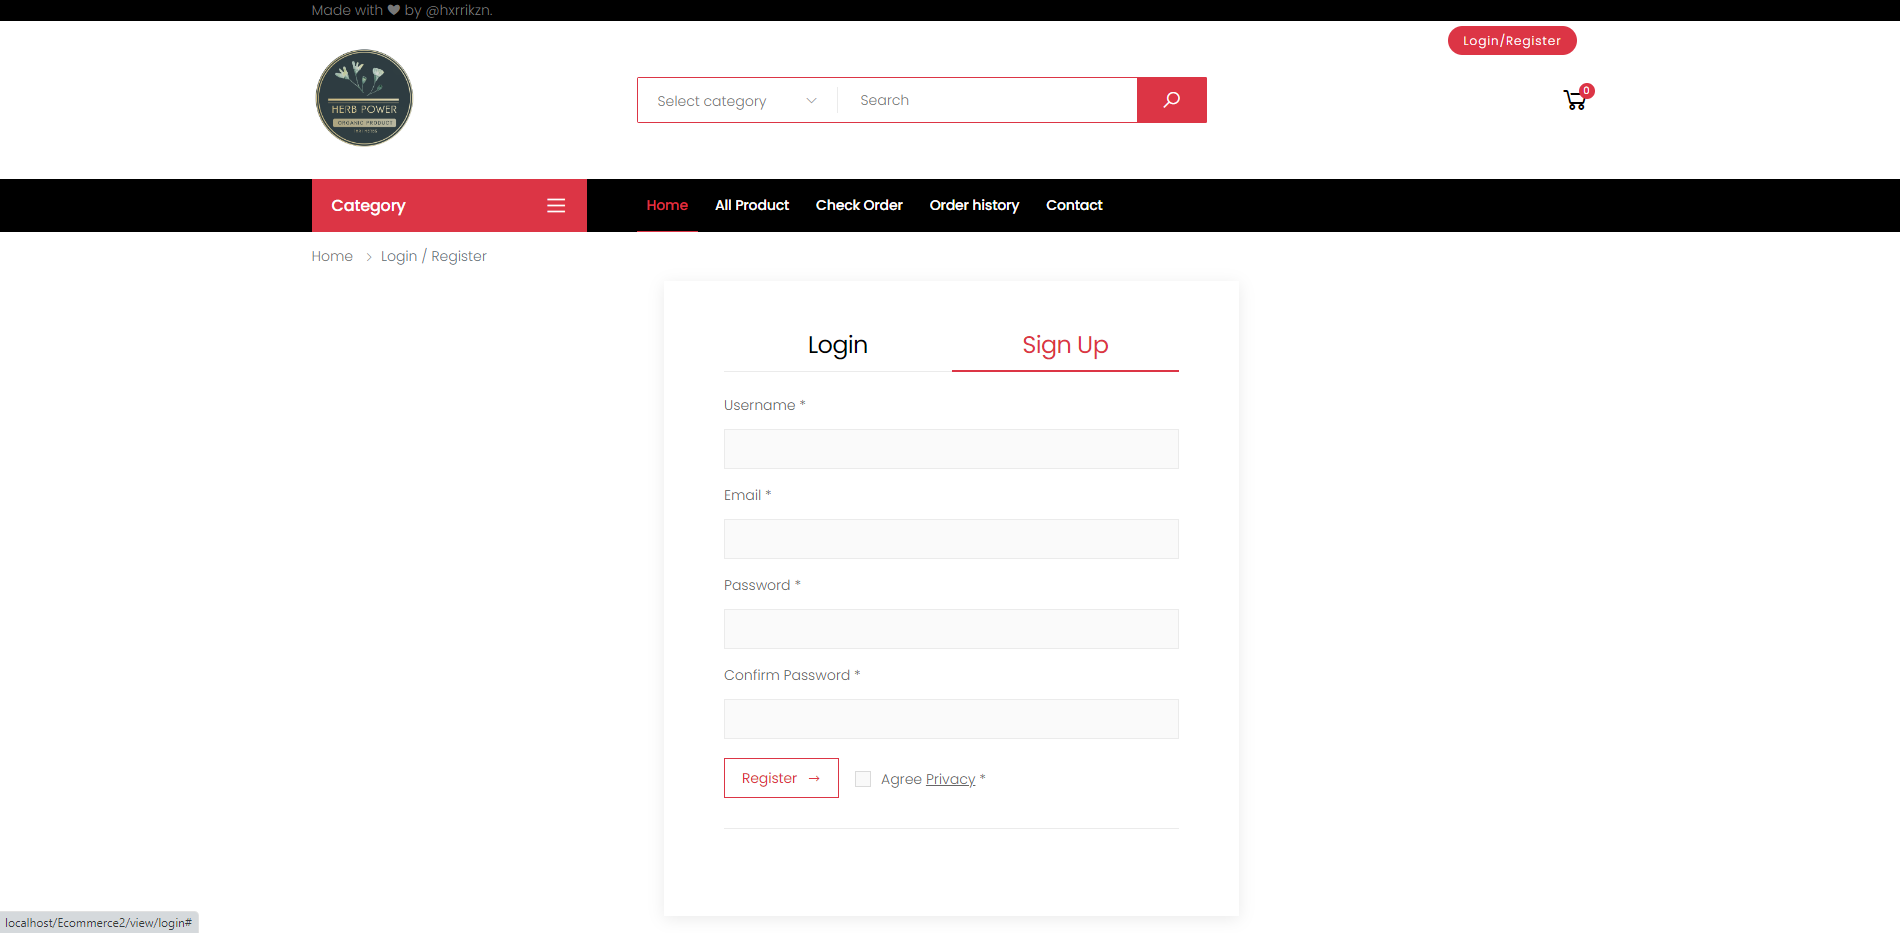 Made with ❤ by @hxrrikzn.
Login/Register
HERB POWER
ORGANIC PRODUCT
Select category
Search
0
Category
Home
All Product
Check Order
Order history
Contact
Home > Login / Register
Login
Sign Up
Username *
Email *
Password *
Confirm Password *
Register →
Agree Privacy *
localhost/Ecommerce2/view/login#